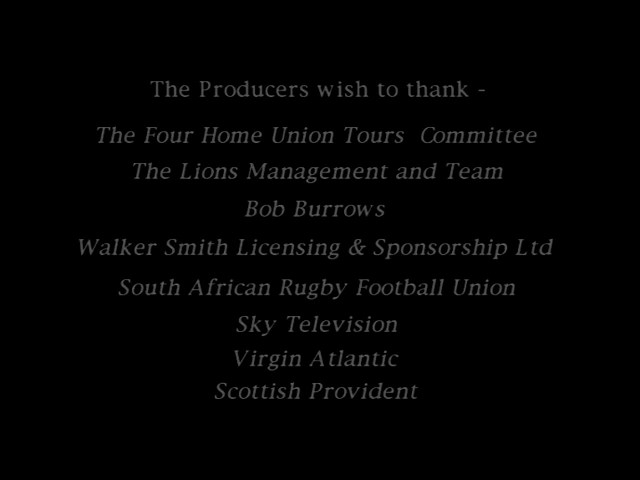 The Producers wish to thank -
The Four Home Union Tours Committee
The Lions Management and Team
Bob Burrows
Walker Smith Licensing & Sponsorship Ltd
South African Rugby Football Union
Sky Television
Virgin Atlantic
Scottish Provident